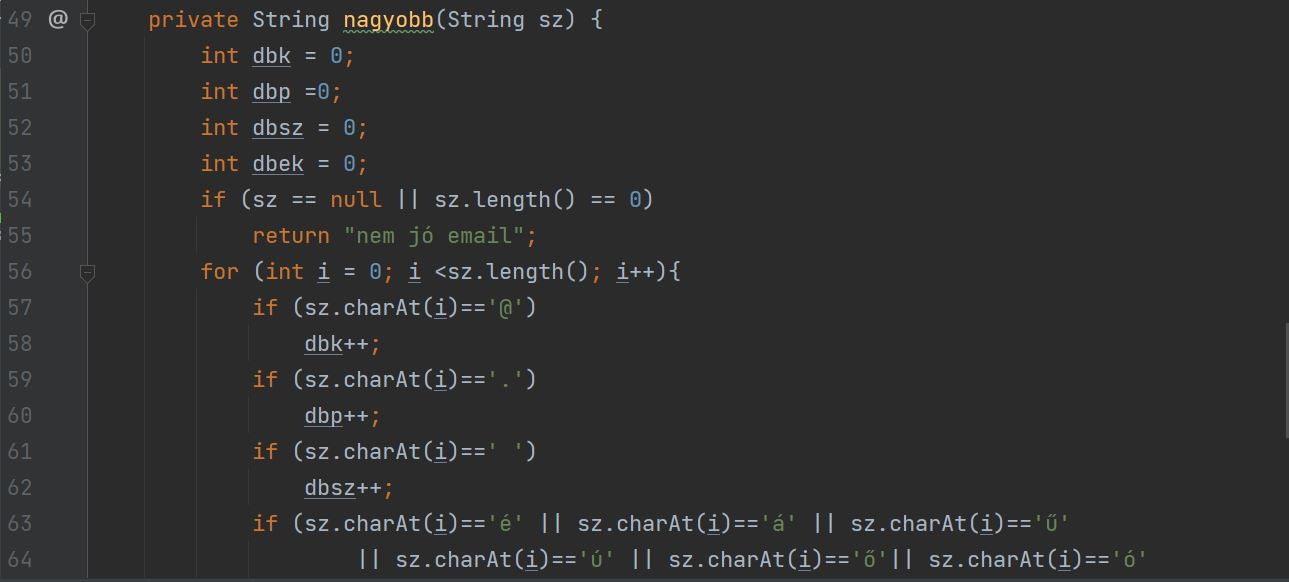 49 @ private String nagyobb(String sz) {
50 int dbk = 0;
51 int dbp =0;
52 int dbsz = 0;
53 int dbek = 0;
54 if (sz == null || sz.length() == 0)
55 return "nem jó email";
56 for (int i = 0; i <sz.length(); i++){
57 if (sz.charAt(i)=='@')
58 dbk++;
59 if (sz.charAt(i)=='.')
60 dbp++;
61 if (sz.charAt(i)==' ')
62 dbsz++;
63 if (sz.charAt(i)=='é' || sz.charAt(i)=='á' || sz.charAt(i)=='ű'
64 || sz.charAt(i)=='ú' || sz.charAt(i)=='ő'|| sz.charAt(i)=='ó'